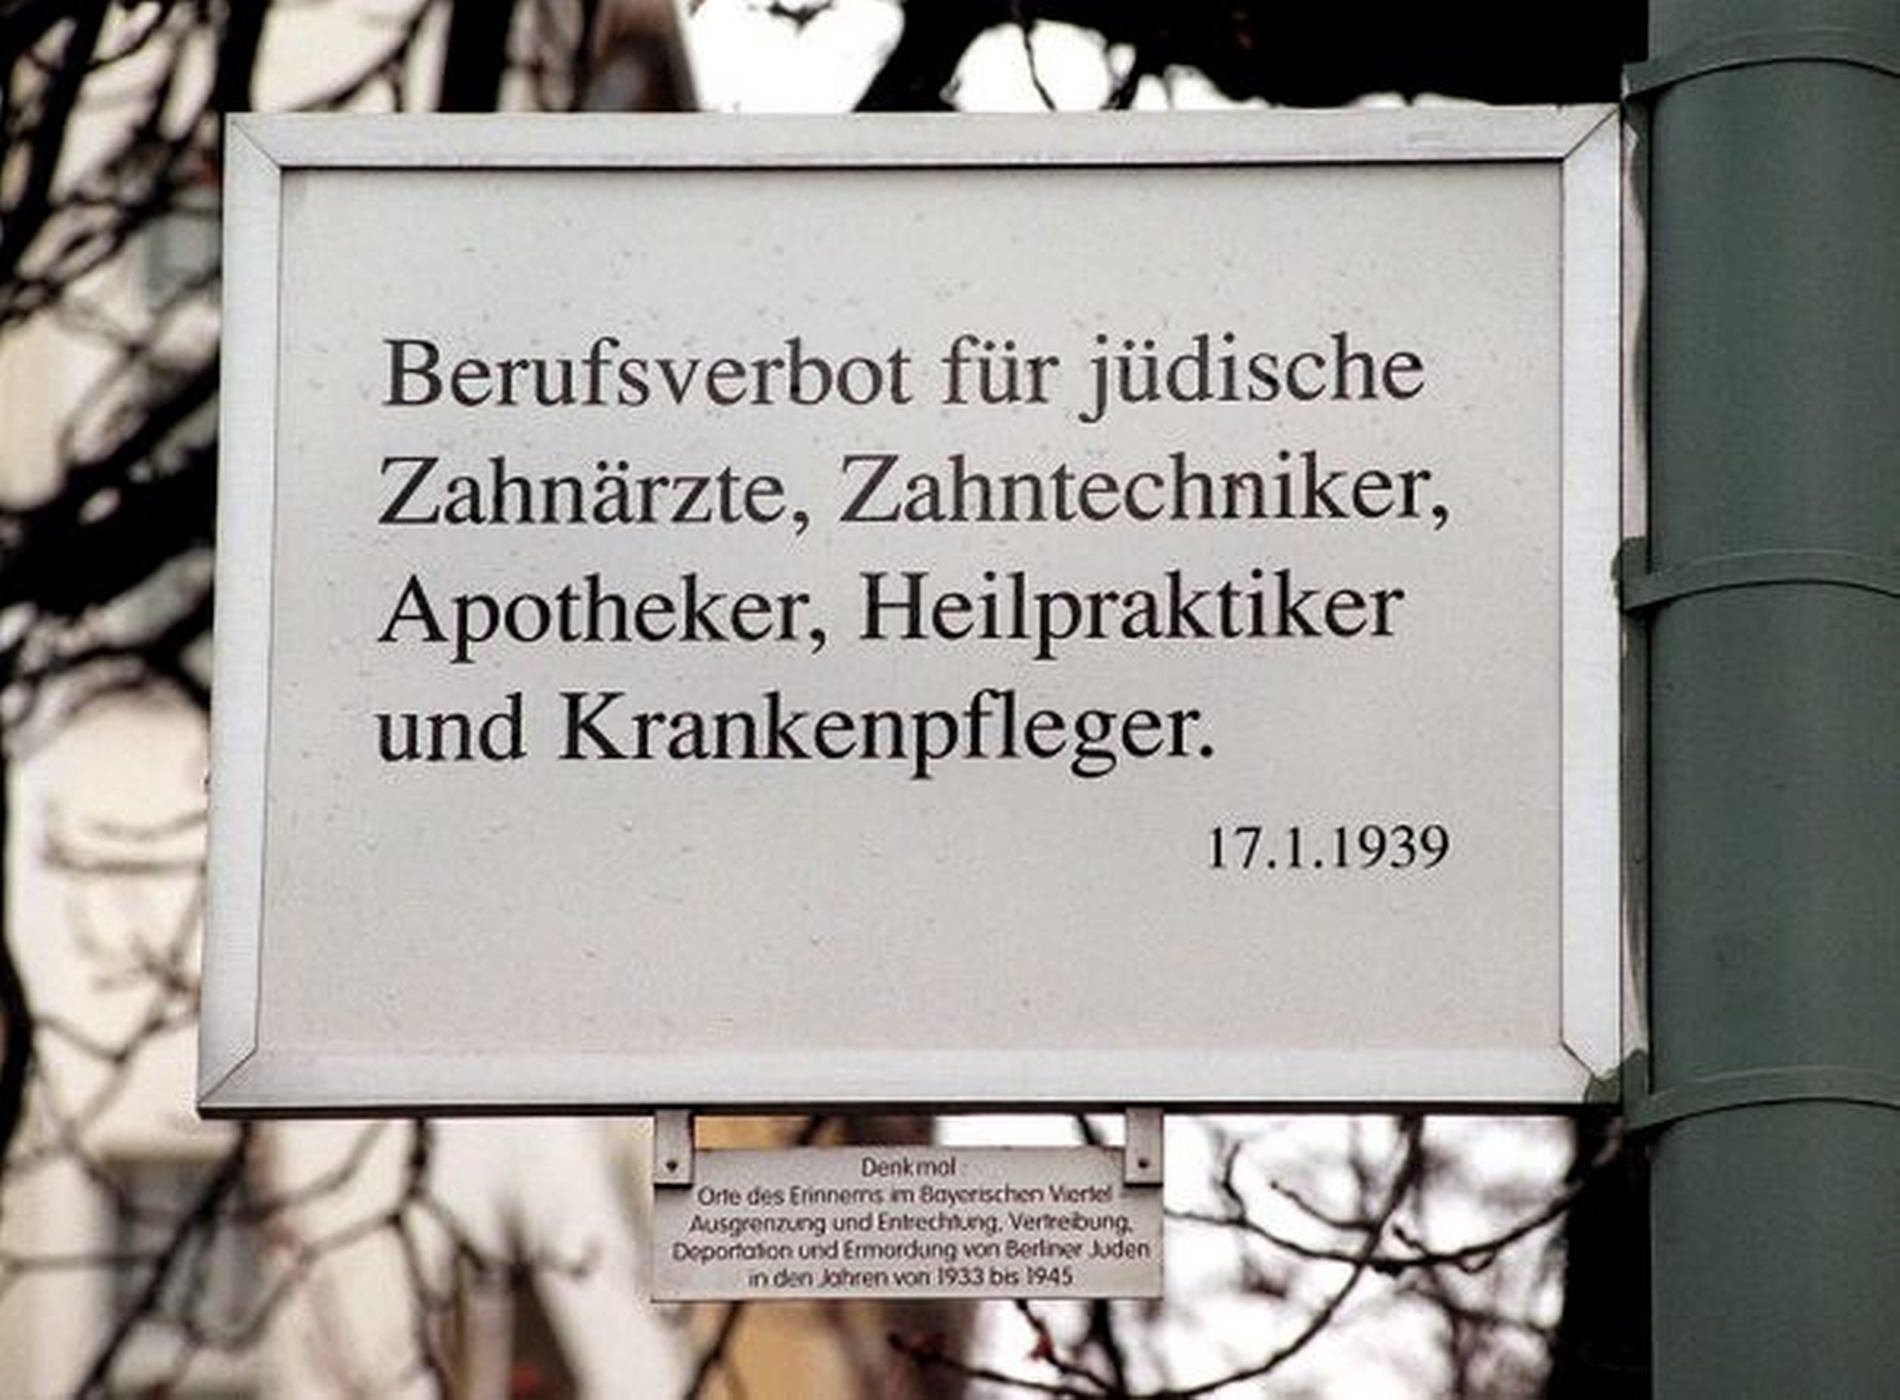 Berufsverbot für jüdische
Zahnärzte, Zahntechniker,
Apotheker, Heilpraktiker
und Krankenpfleger.
17.1.1939
Denkmal
Orte des Erinnerns im Bayerischen Viertel -
Ausgrenzung und Entrechtung, Vertreibung,
Deportation und Ermordung von Berliner Juden
in den Jahren von 1933 bis 1945